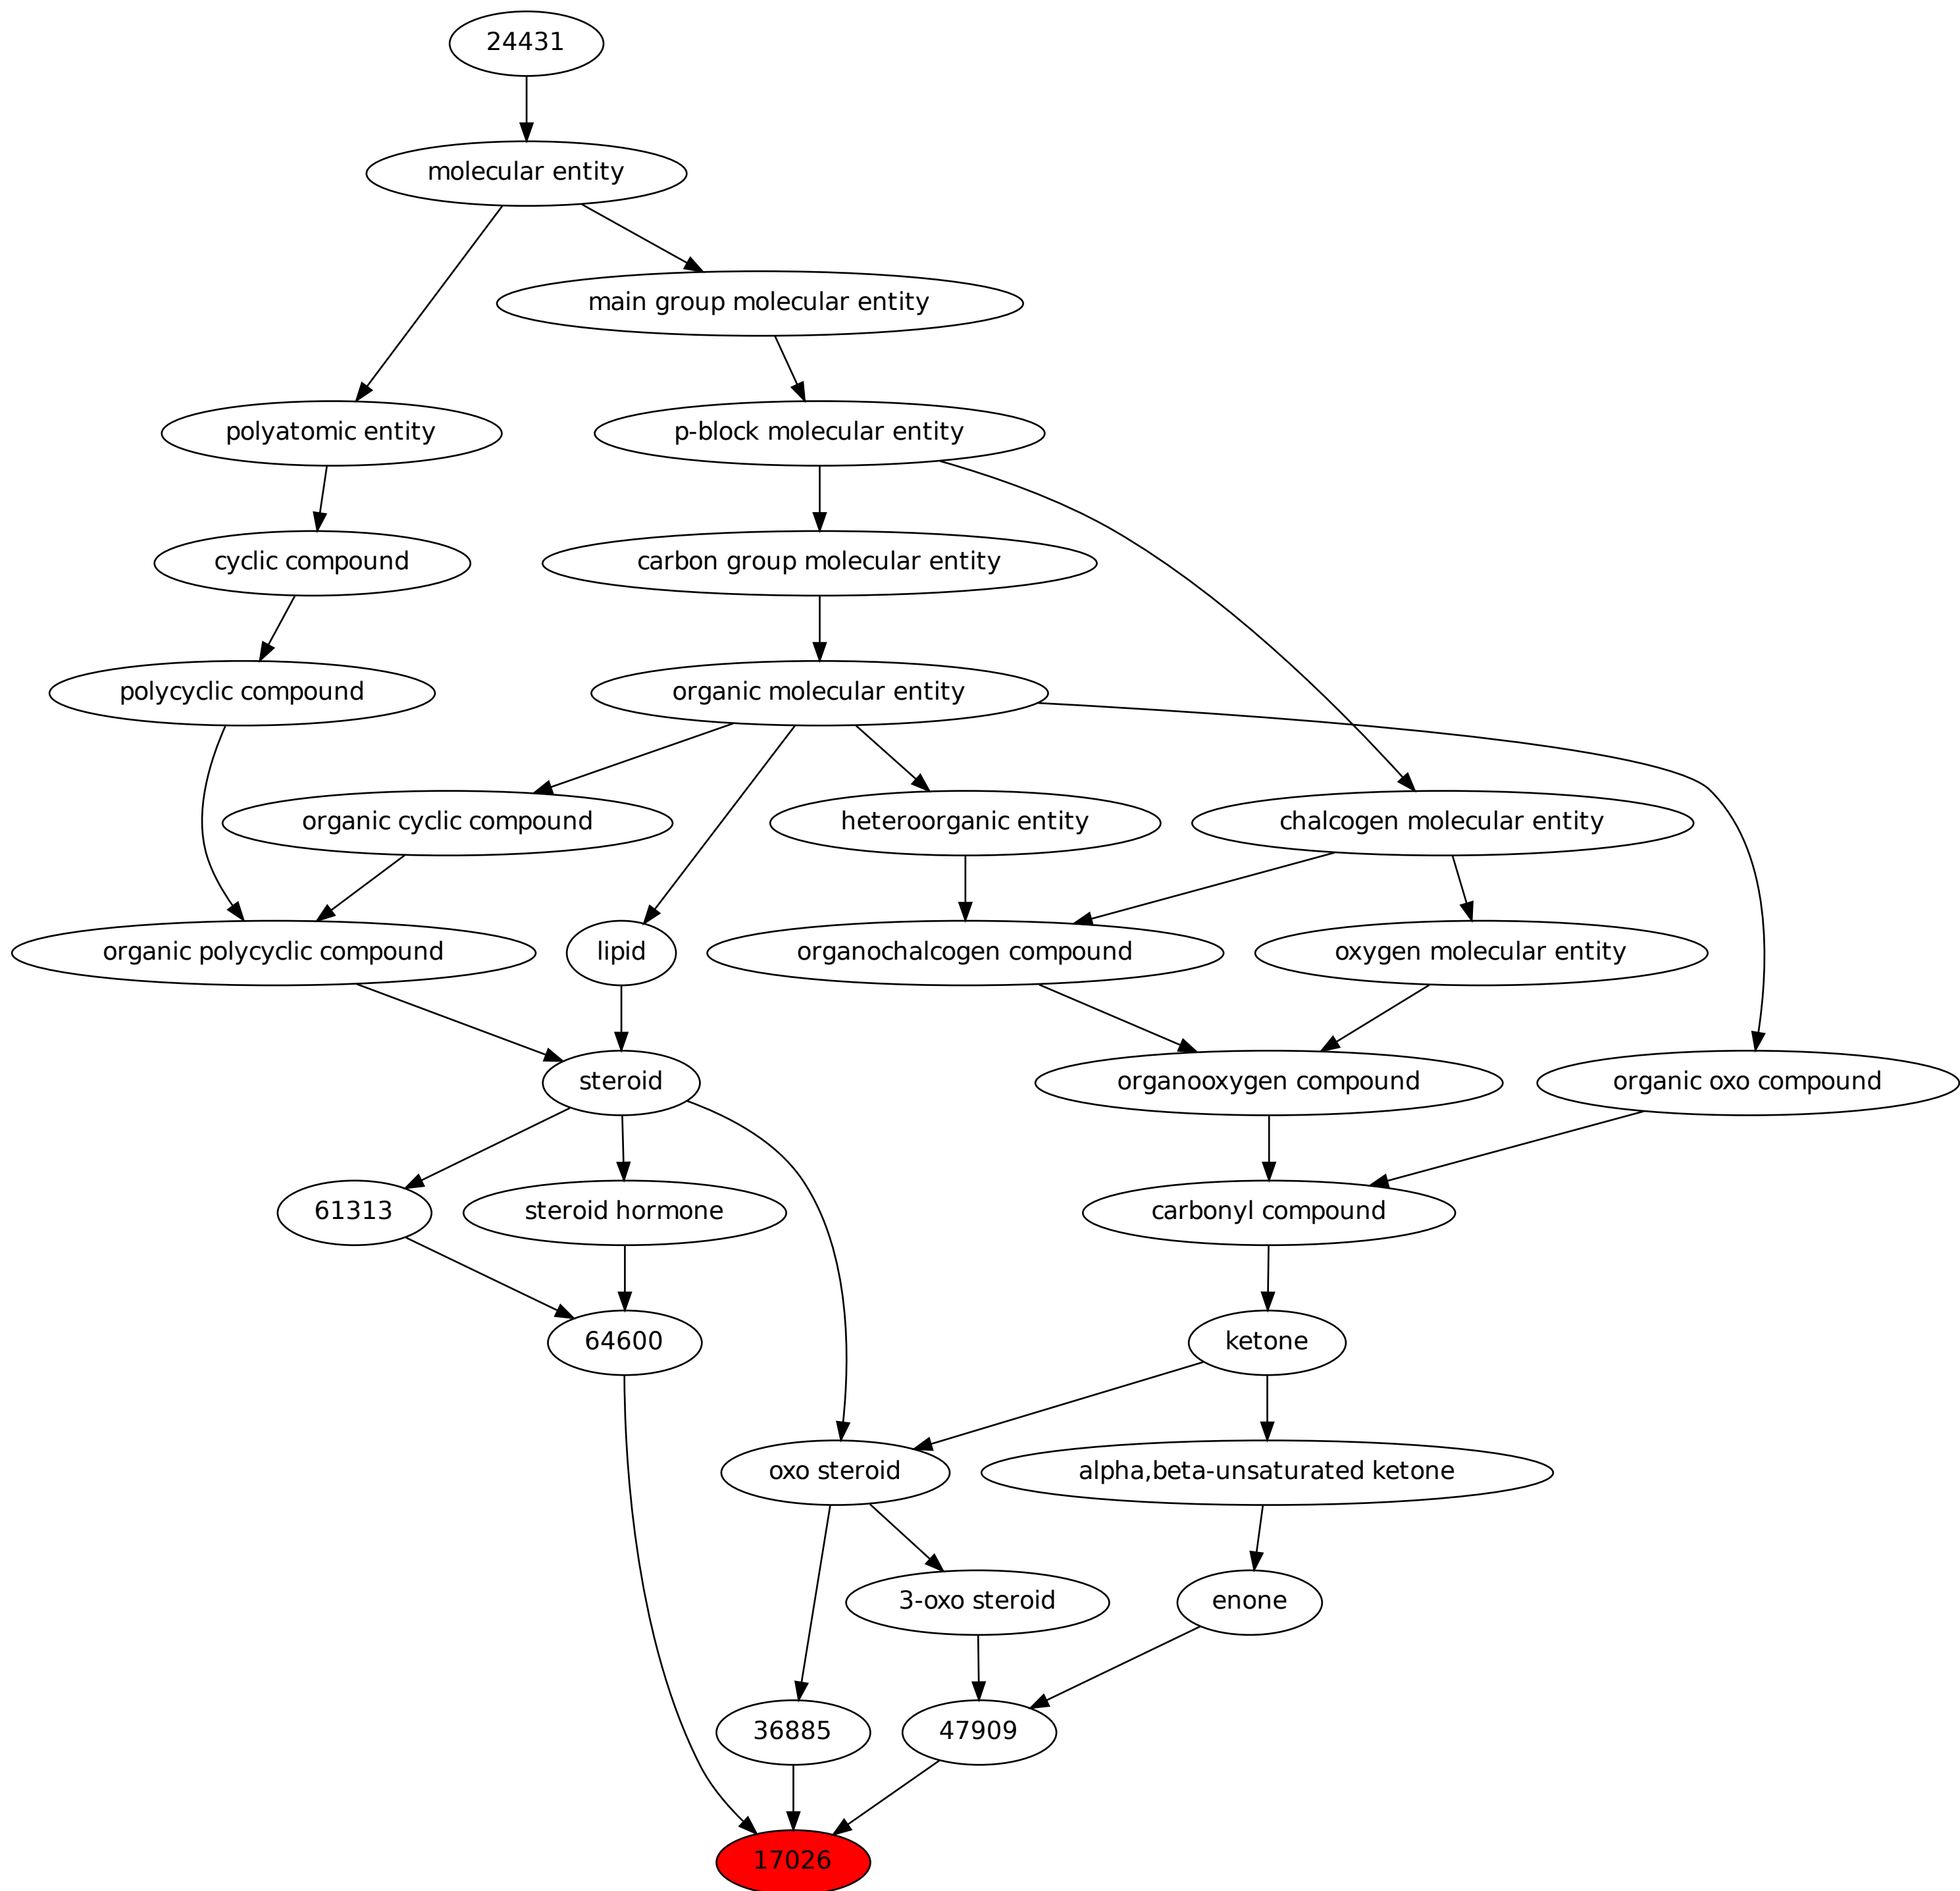 24431
molecular entity
main group molecular entity
polyatomic entity
p-block molecular entity
cyclic compound
carbon group molecular entity
polycyclic compound
organic molecular entity
organic cyclic compound
heteroorganic entity
chalcogen molecular entity
organic polycyclic compound
lipid
organochalcogen compound
oxygen molecular entity
steroid
organooxygen compound
organic oxo compound
61313
steroid hormone
carbonyl compound
64600
ketone
oxo steroid
alpha,beta-unsaturated ketone
3-oxo steroid
enone
36885
47909
17026